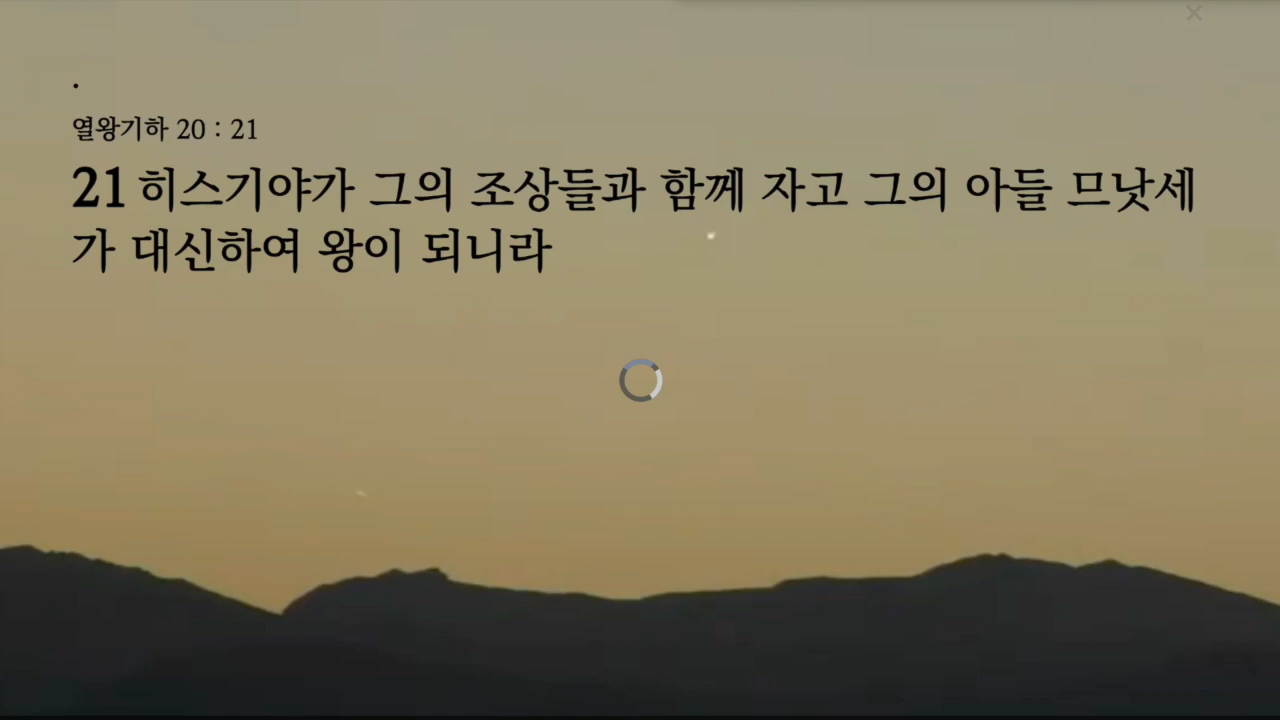 .
열왕기하 20 : 21
21 히스기야가 그의 조상들과 함께 자고 그의 아들 므낫세
가 대신하여 왕이 되니라